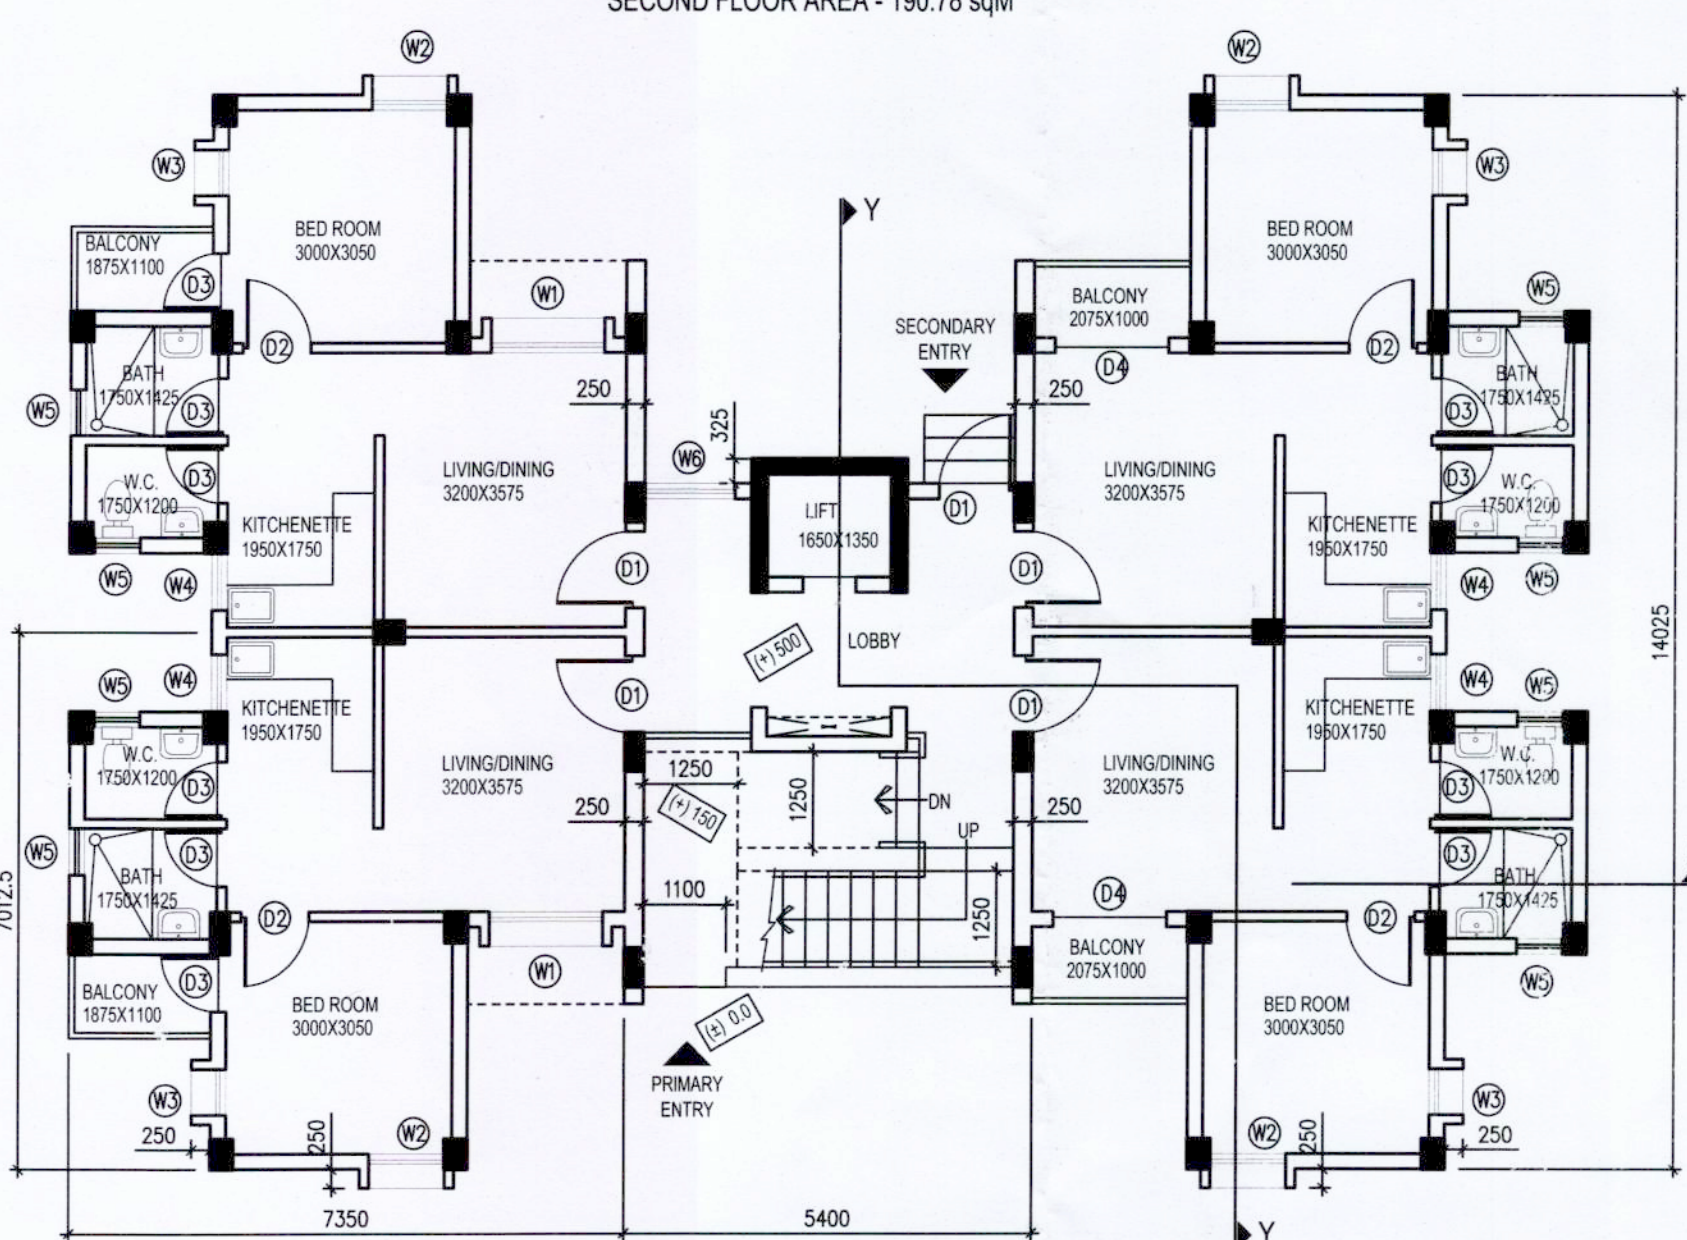 SECOND FLOOR AREA - 190.78 sqM
W2
W2
W3
W3
Y
BED ROOM
3000X3050
BED ROOM
3000X3050
BALCONY
1875X1100
D3
W1
BALCONY
2075X1000
W5
SECONDARY
ENTRY
D2
D4
D2
BATH
1750X1425
BATH
1750X1425
W5
D3
250
250
D3
325
W6
LIVING/DINING
3200X3575
LIVING/DINING
3200X3575
D3
W.C.
1750X1200
D3
W.C.
1750X1200
KITCHENETTE
1950X1750
LIFT
1650X1350
D1
KITCHENETTE
1950X1750
W5
W4
D1
D1
W4
W5
14025
LOBBY
(+) 500
W5
W4
D1
D1
W4
W5
KITCHENETTE
1950X1750
KITCHENETTE
1950X1750
W.C.
1750X1200
D3
LIVING/DINING
3200X3575
1250
LIVING/DINING
3200X3575
W.C.
1750X1200
D3
250
(+) 150
1250
DN
250
UP
W5
D3
D3
BATH
1750X1425
1100
D4
BATH
1750X1425
7012.5
D2
1250
D2
BALCONY
1875X1100
D3
W1
BALCONY
2075X1000
W5
BED ROOM
3000X3050
BED ROOM
3000X3050
(±) 0.0
PRIMARY
ENTRY
W3
W3
250
250
W2
W2
250
250
7350
5400
Y